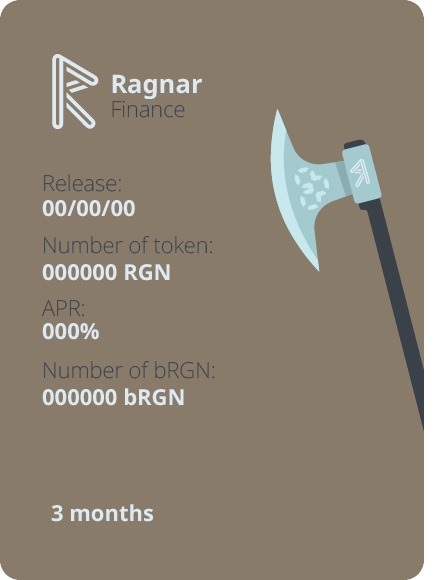 Ragnar
Finance
Release:
00/00/00
Number of token:
000000 RGN
APR:
000%
Number of bRGN:
000000 bRGN
3 months